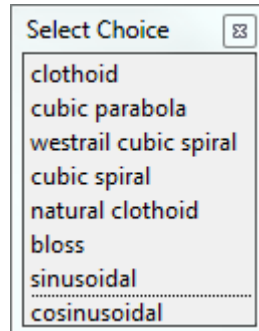 Select Choice
clothoid
cubic parabola
westrail cubic spiral
cubic spiral
natural clothoid
bloss
sinusoidal
cosinusoidal